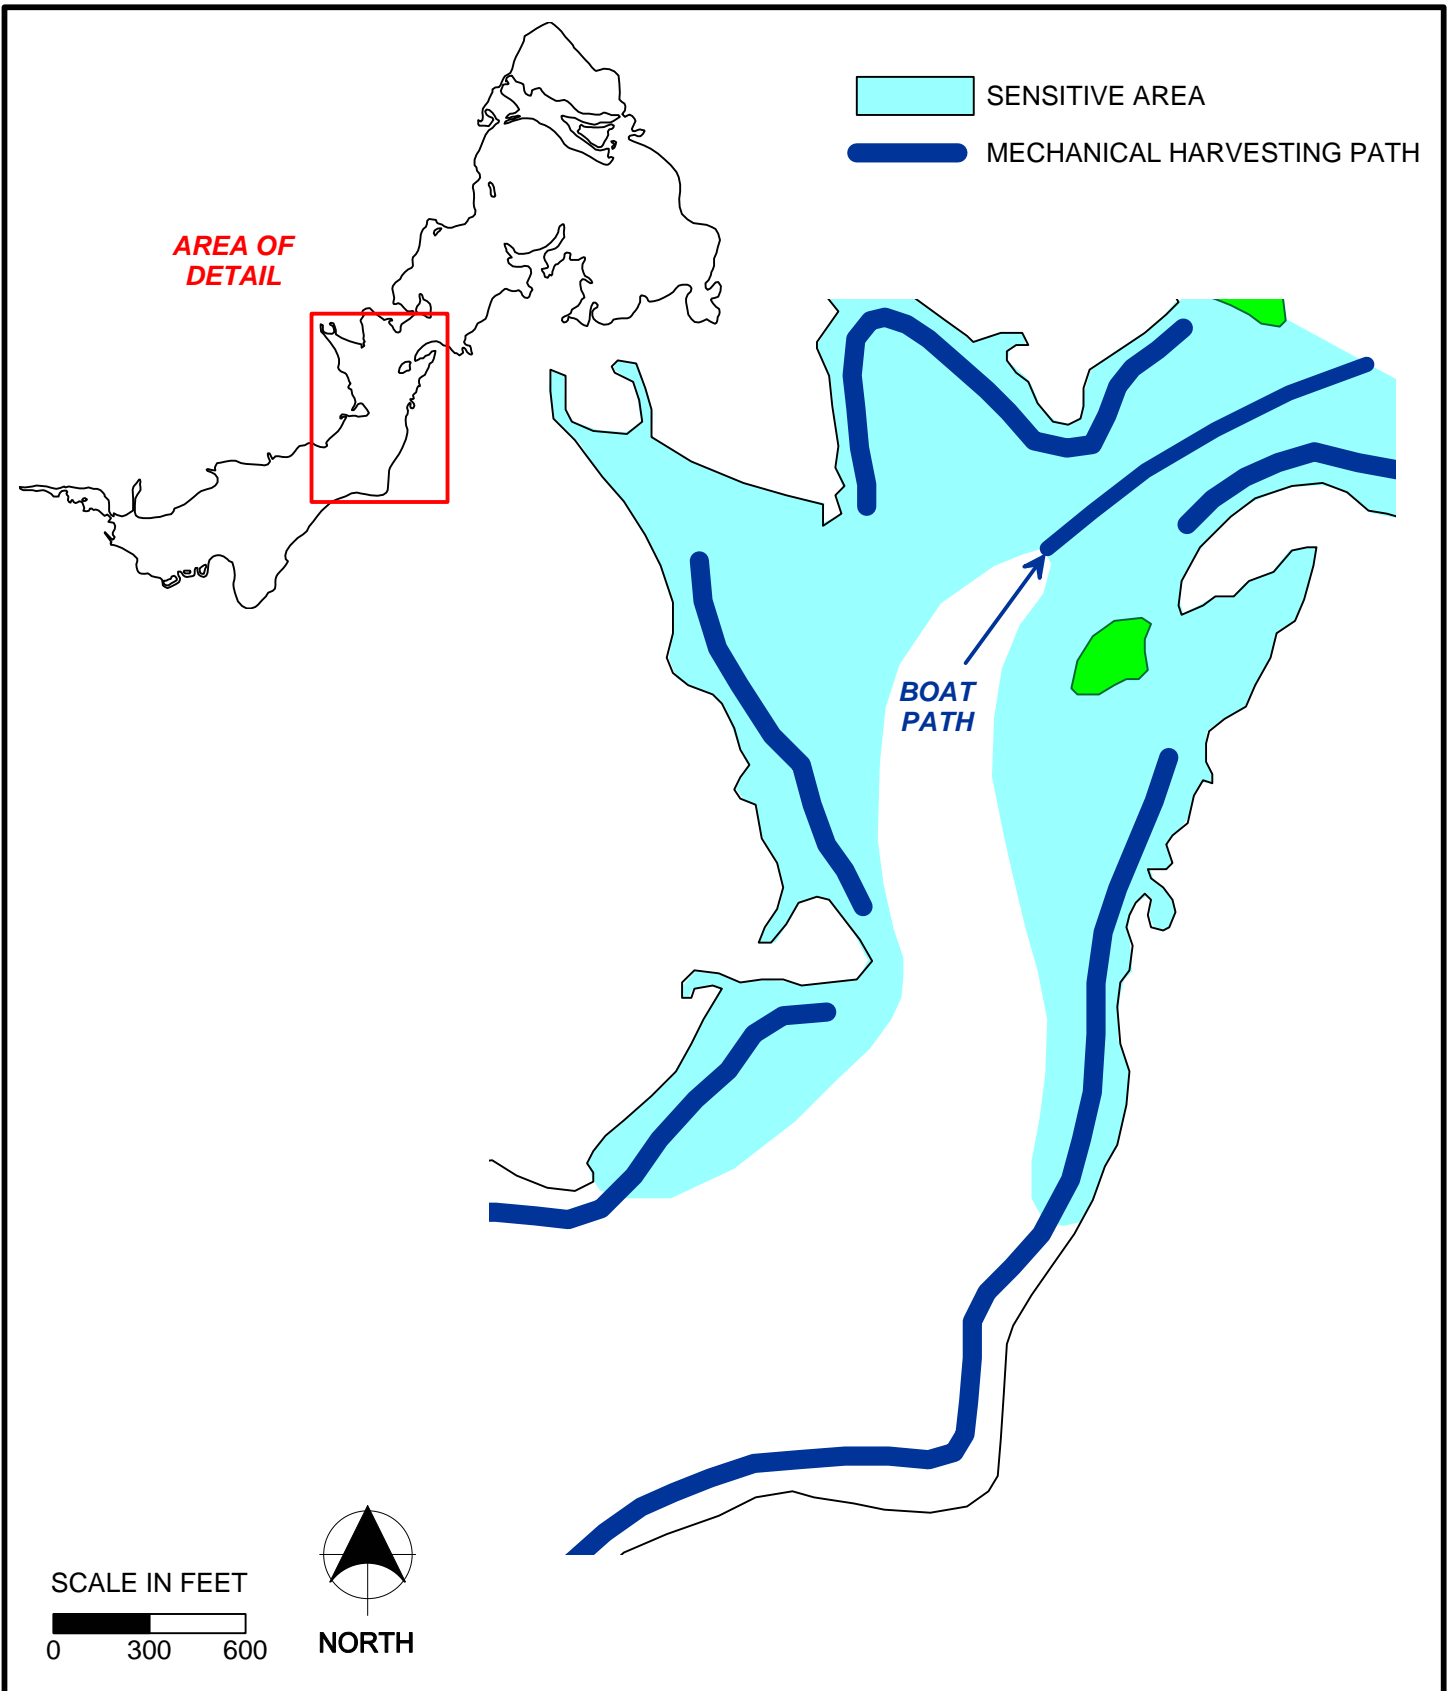 SENSITIVE AREA
MECHANICAL HARVESTING PATH
AREA OF
DETAIL
BOAT
PATH
SCALE IN FEET
0 300 600
NORTH